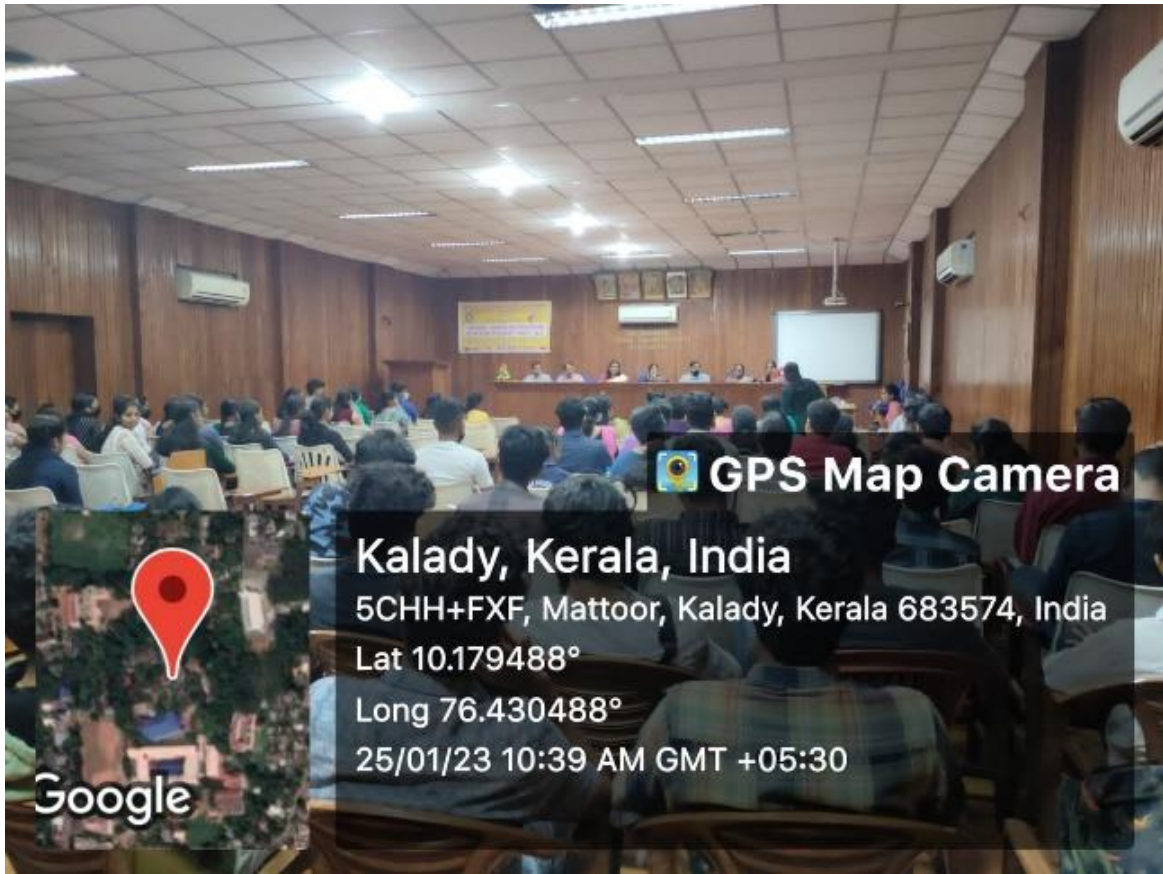 GPS Map Camera
Kalady, Kerala, India
5CHH+FXF, Mattoor, Kalady, Kerala 683574, India
Lat 10.179488°
Long 76.430488°
25/01/23 10:39 AM GMT +05:30
Google